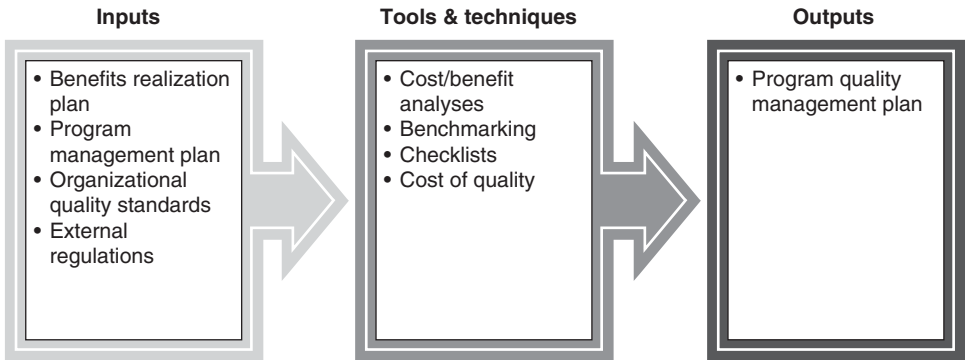 Inputs
• Benefits realization
plan
• Program
management plan
• Organizational
quality standards
• External
regulations
Tools & techniques
• Cost/benefit
analyses
• Benchmarking
• Checklists
• Cost of quality
Outputs
• Program quality
management plan